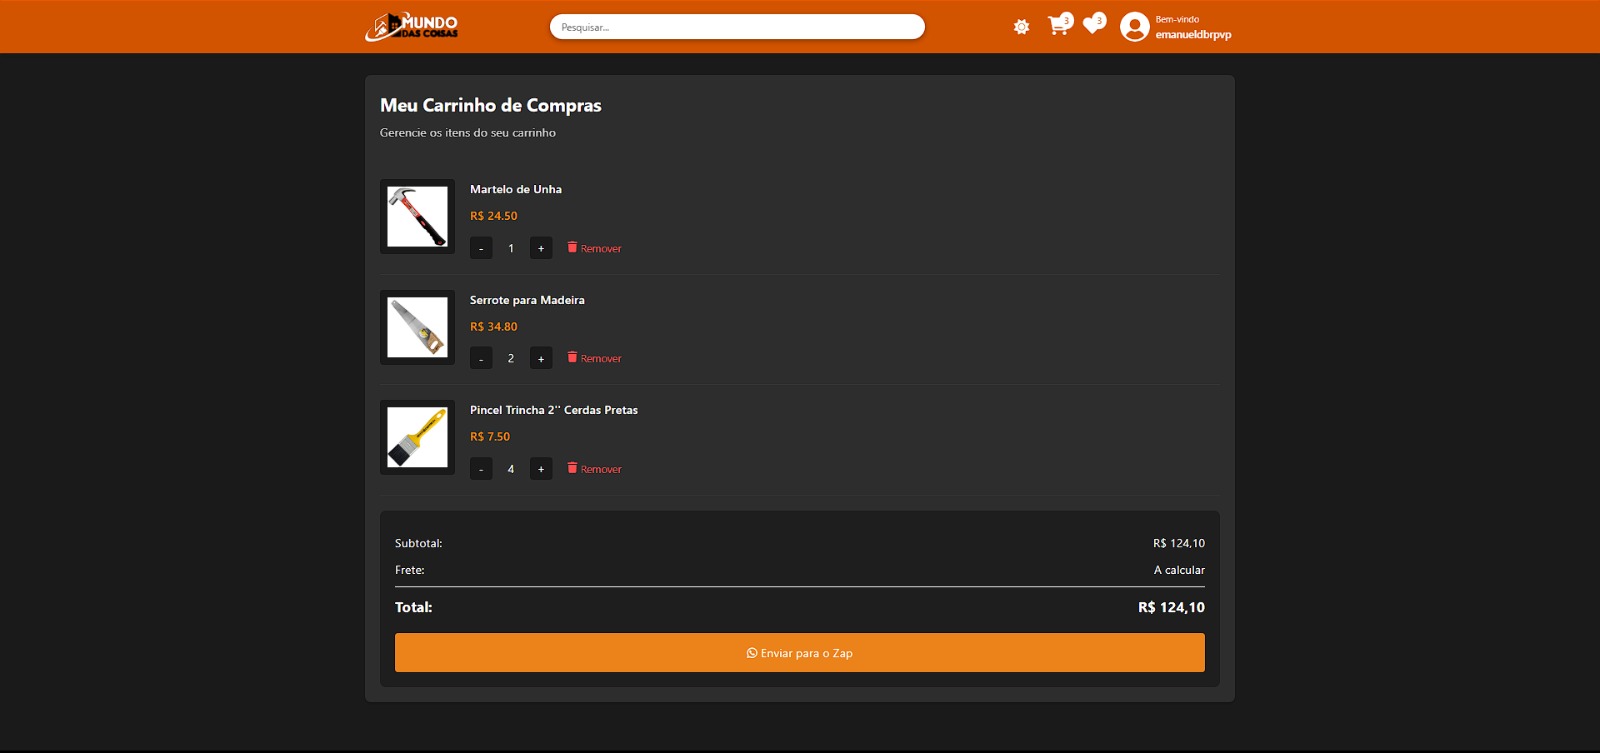 MUNDO
DAS COISAS
Pesquisar...
3
3
Bem-vindo
emanueldbrpvp
Meu Carrinho de Compras
Gerencie os itens do seu carrinho
Martelo de Unha
R$ 24.50
- 1 + Remover
Serrote para Madeira
R$ 34.80
- 2 + Remover
Pincel Trincha 2'' Cerdas Pretas
R$ 7.50
- 4 + Remover
Subtotal: R$ 124,10
Frete: A calcular
Total: R$ 124,10
Enviar para o Zap